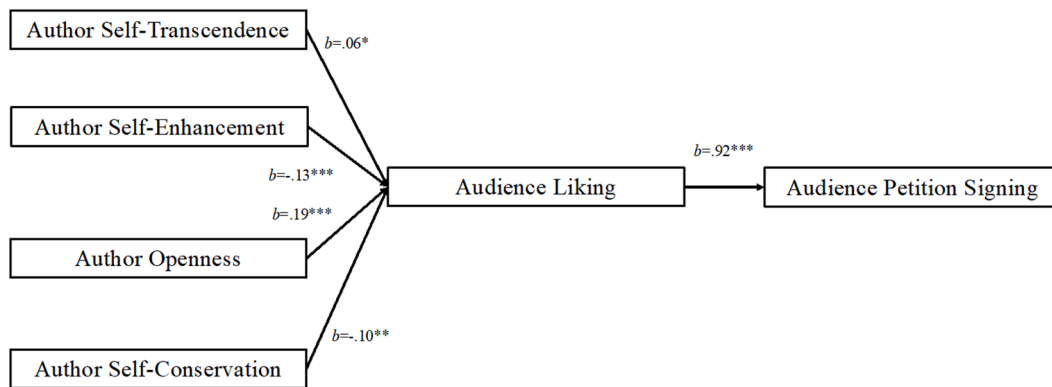 Author Self-Transcendence
b=.06*
Author Self-Enhancement
b=.92***
b=-.13***
Audience Liking
Audience Petition Signing
b=.19***
Author Openness
b=-.10**
Author Self-Conservation